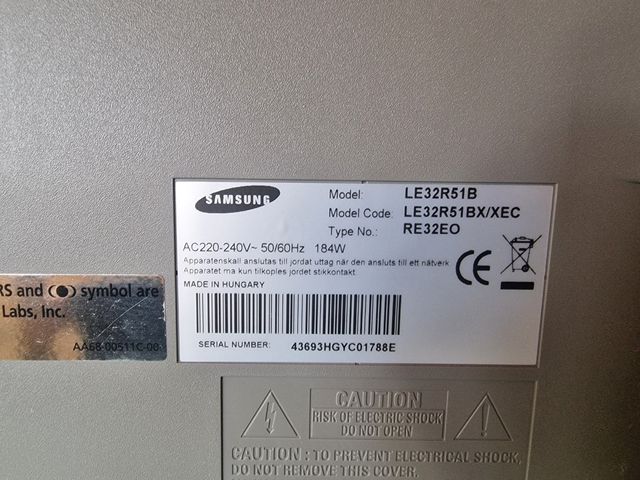 SAMSUNG
Model: LE32R51B
Model Code: LE32R51BX/XEC
Type No.: RE32EO
AC220-240V~ 50/60Hz 184W
Apparatenskall anslutas till jordat uttag når den ansluts till ett nätverk
Apparatet ma kun tilkoples jordet stikkontakt.
MADE IN HUNGARY
CE
SERIAL NUMBER: 43693HGYC01788E
RS and symbol are
Labs, Inc.
AA68-00511C-00
CAUTION
RISK OF ELECTRIC SHOCK
DO NOT OPEN
CAUTION : TO PREVENT ELECTRICAL SHOCK,
DO NOT REMOVE THIS COVER.